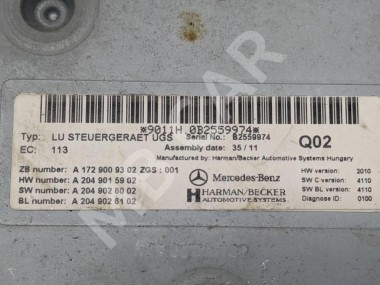 *9011H 0B2559974*
Typ: LU STEUERGERAET UGS Serial No.: BZ559974
EC: 113 Assembly date: 35 / 11 Q02
Manufactured by: Harman/Becker Automotive Systems Hungary
ZB number: A 172 900 93 02 ZGS : 001
HW number: A 204 901 59 02
SW number: A 204 902 60 02
BL number: A 204 902 61 02
Mercedes-Benz
HARMAN/BECKER
AUTOMOTIVE SYSTEMS
HW version: 2010
SW C version: 4110
SW BL version: 4110
Diagnose ID: 0100